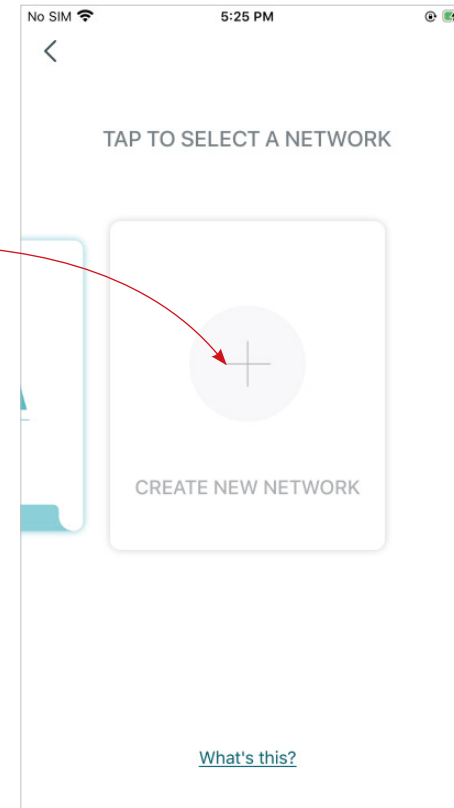 No SIM 5:25 PM
TAP TO SELECT A NETWORK
CREATE NEW NETWORK
What's this?